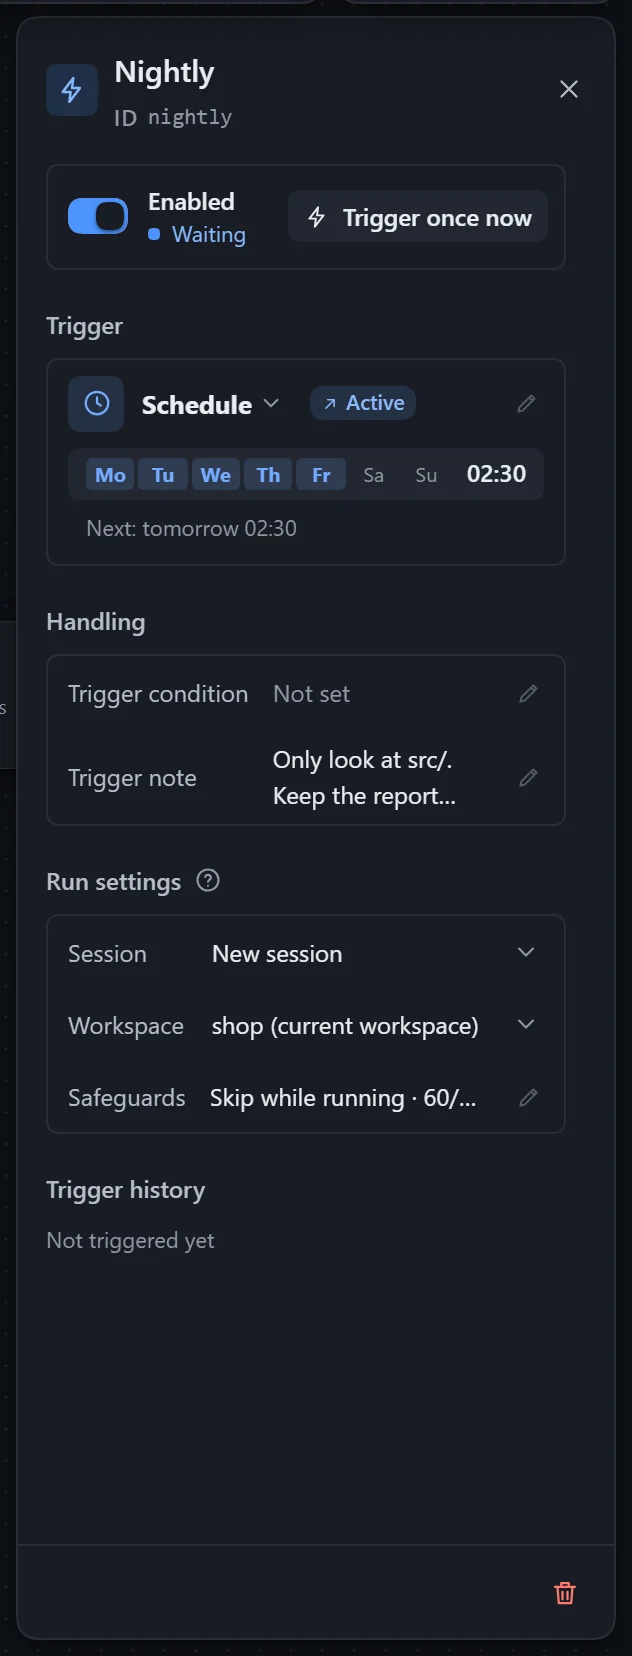 Nightly
ID nightly
Enabled
Waiting
Trigger once now
Trigger
Schedule
Active
Mo Tu We Th Fr Sa Su 02:30
Next: tomorrow 02:30
Handling
Trigger condition Not set
Trigger note
Only look at src/.
Keep the report...
Run settings
Session New session
Workspace shop (current workspace)
Safeguards Skip while running · 60/...
Trigger history
Not triggered yet
s